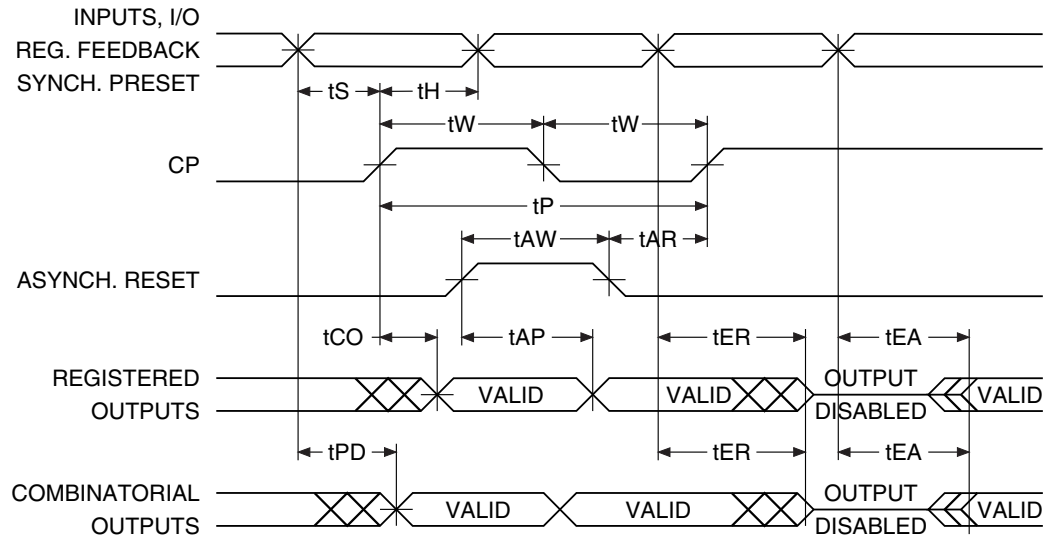 INPUTS, I/O
REG. FEEDBACK
SYNCH. PRESET
tS tH
tW tW
CP
tP
tAW tAR
ASYNCH. RESET
tCO tAP tER tEA
REGISTERED OUTPUT
VALID VALID VALID
OUTPUTS DISABLED
tPD tER tEA
COMBINATORIAL OUTPUT
VALID VALID VALID
OUTPUTS DISABLED